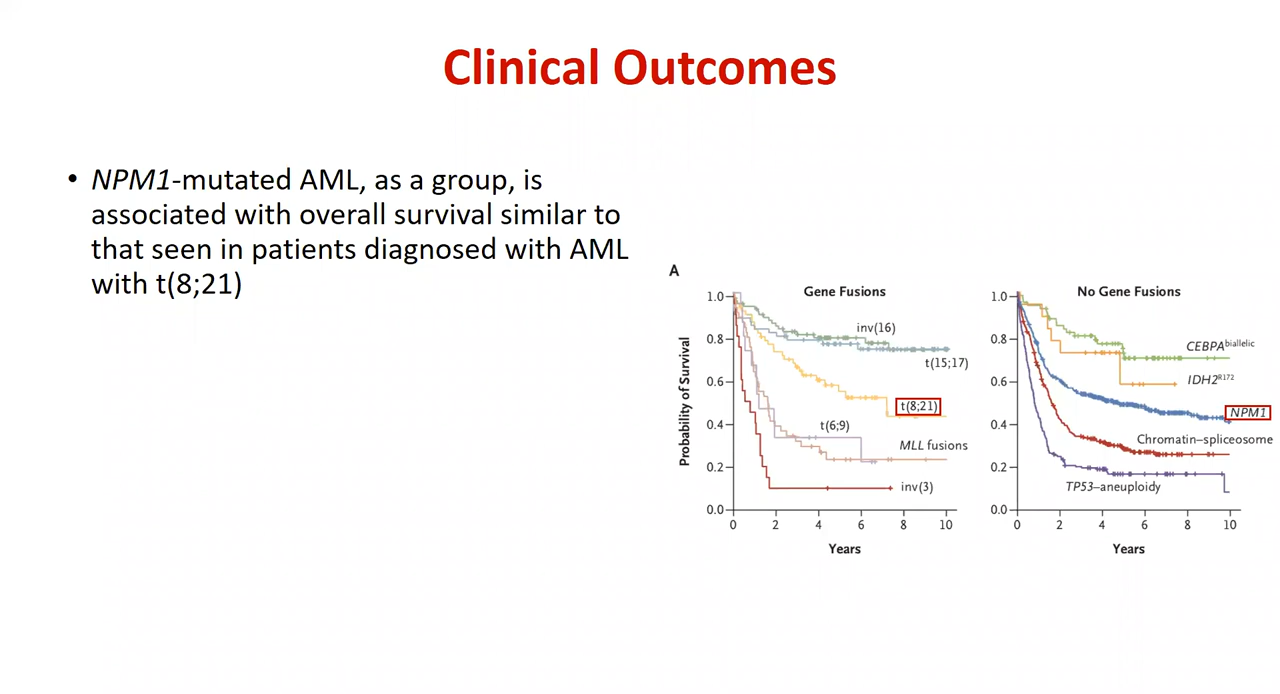 Clinical Outcomes
• NPM1-mutated AML, as a group, is
associated with overall survival similar to
that seen in patients diagnosed with AML
with t(8;21)
A
Gene Fusions
Probability of Survival
1.0
0.8
0.6
0.4
0.2
0.0
inv(16)
t(15;17)
t(8;21)
t(6;9)
MLL fusions
inv(3)
0 2 4 6 8 10
Years
No Gene Fusions
1.0
0.8
0.6
0.4
0.2
0.0
CEBPAbiallelic
IDH2R172
NPM1
Chromatin–spliceosome
TP53–aneuploidy
0 2 4 6 8 10
Years